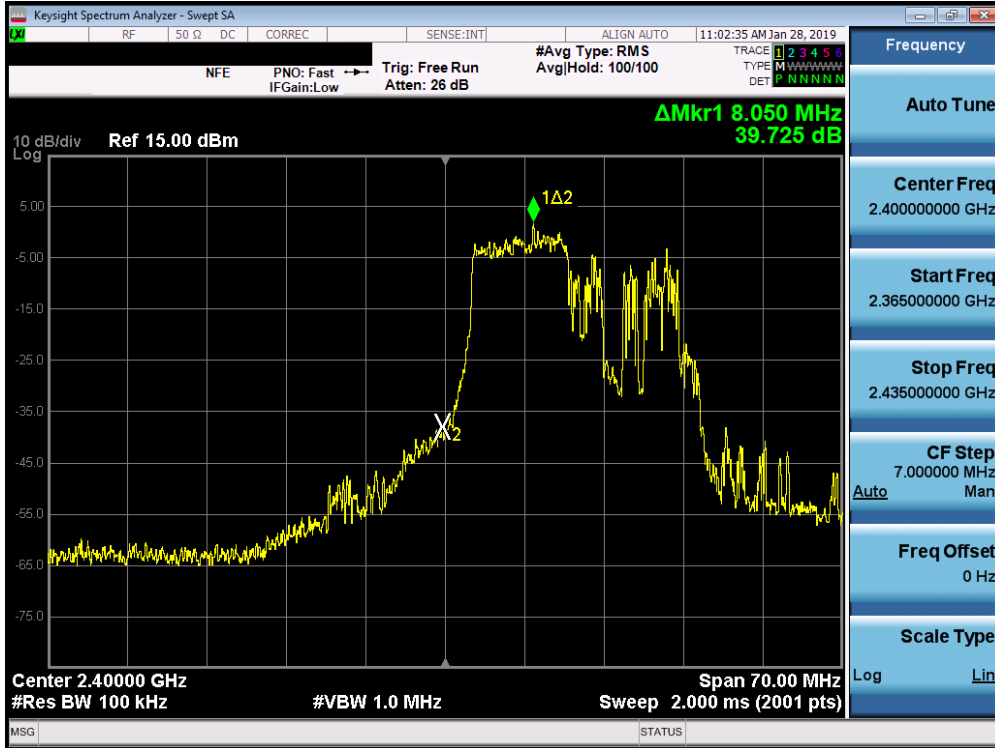 Keysight Spectrum Analyzer - Swept SA
LXI RF 50 Ω DC CORREC SENSE:INT ALIGN AUTO 11:02:35 AM Jan 28, 2019
NFE PNO: Fast Trig: Free Run #Avg Type: RMS TRACE 1 2 3 4 5 6
IFGain:Low Atten: 26 dB Avg|Hold: 100/100 TYPE M WWWWW
DET P N N N N N
ΔMkr1 8.050 MHz
39.725 dB
10 dB/div Ref 15.00 dBm
Log
1Δ2
5.00
-5.00
-15.0
-25.0
-35.0
2
-45.0
-55.0
-65.0
-75.0
Center 2.40000 GHz Span 70.00 MHz
#Res BW 100 kHz #VBW 1.0 MHz Sweep 2.000 ms (2001 pts)
MSG STATUS
Frequency
Auto Tune
Center Freq
2.400000000 GHz
Start Freq
2.365000000 GHz
Stop Freq
2.435000000 GHz
CF Step
7.000000 MHz
Auto Man
Freq Offset
0 Hz
Scale Type
Log Lin